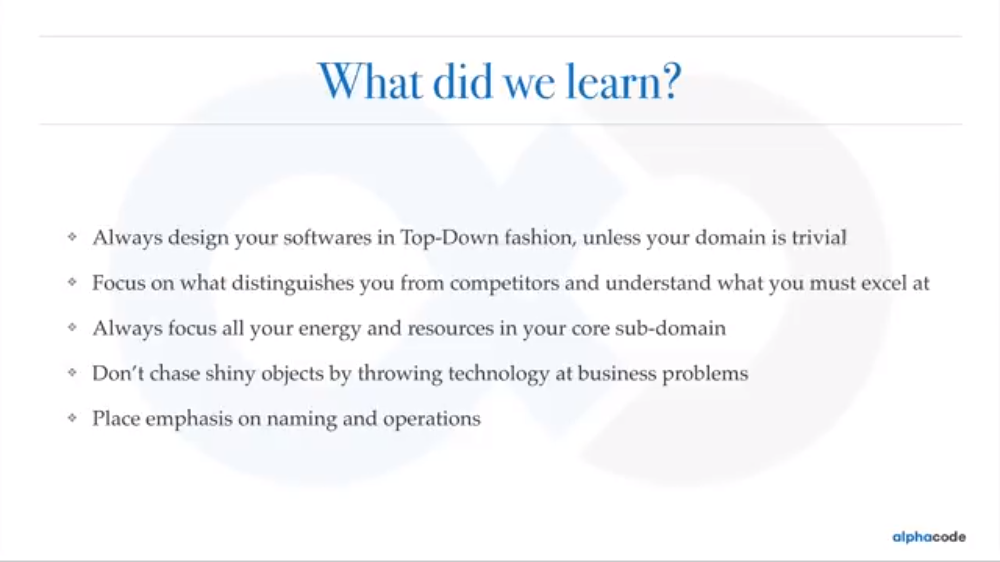 What did we learn?
Always design your softwares in Top-Down fashion, unless your domain is trivial
Focus on what distinguishes you from competitors and understand what you must excel at
Always focus all your energy and resources in your core sub-domain
Don’t chase shiny objects by throwing technology at business problems
Place emphasis on naming and operations
alphacode